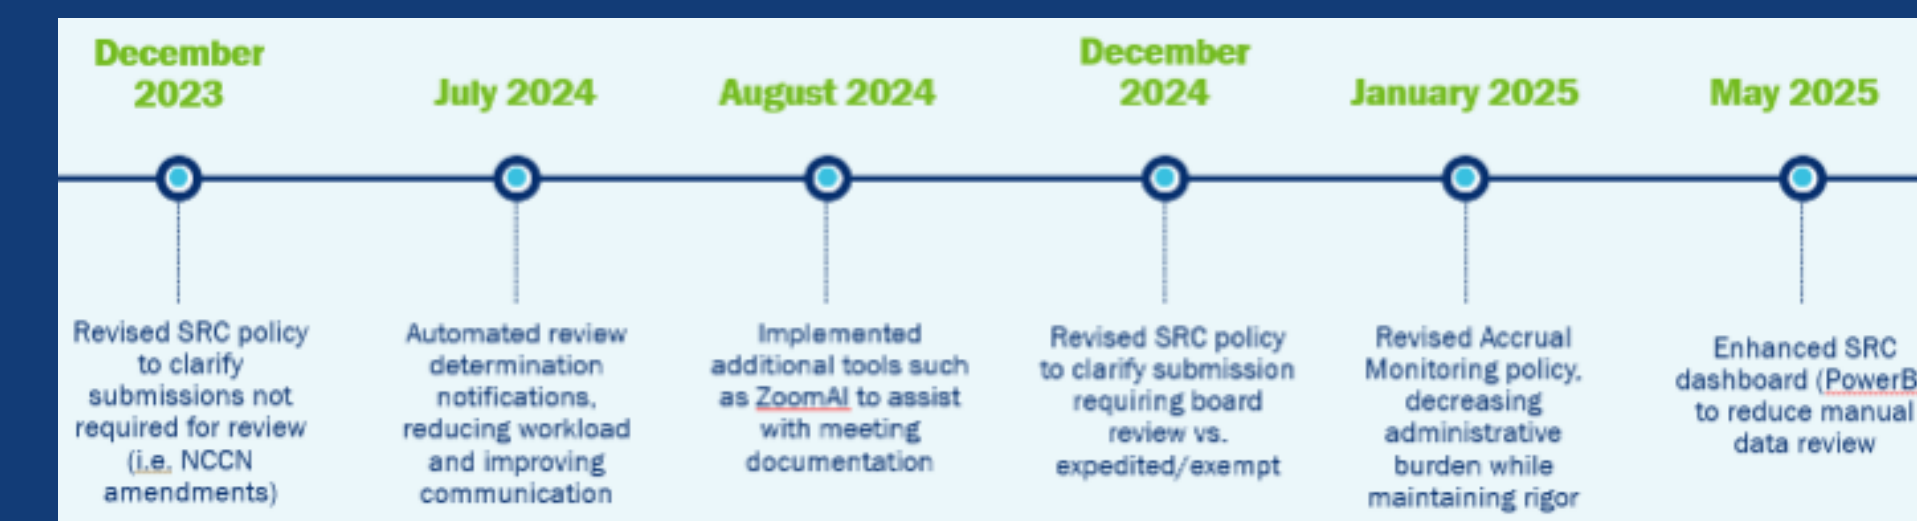 December
2023
Revised SRC policy
to clarify
submissions not
required for review
(i.e. NCCN
amendments)
July 2024
Automated review
determination
notifications,
reducing workload
and improving
communication
August 2024
Implemented
additional tools such
as ZoomAI to assist
with meeting
documentation
December
2024
Revised SRC policy
to clarify submission
requiring board
review vs.
expedited/exempt
January 2025
Revised Accrual
Monitoring policy,
decreasing
administrative
burden while
maintaining rigor
May 2025
Enhanced SRC
dashboard (PowerB
to reduce manual
data review